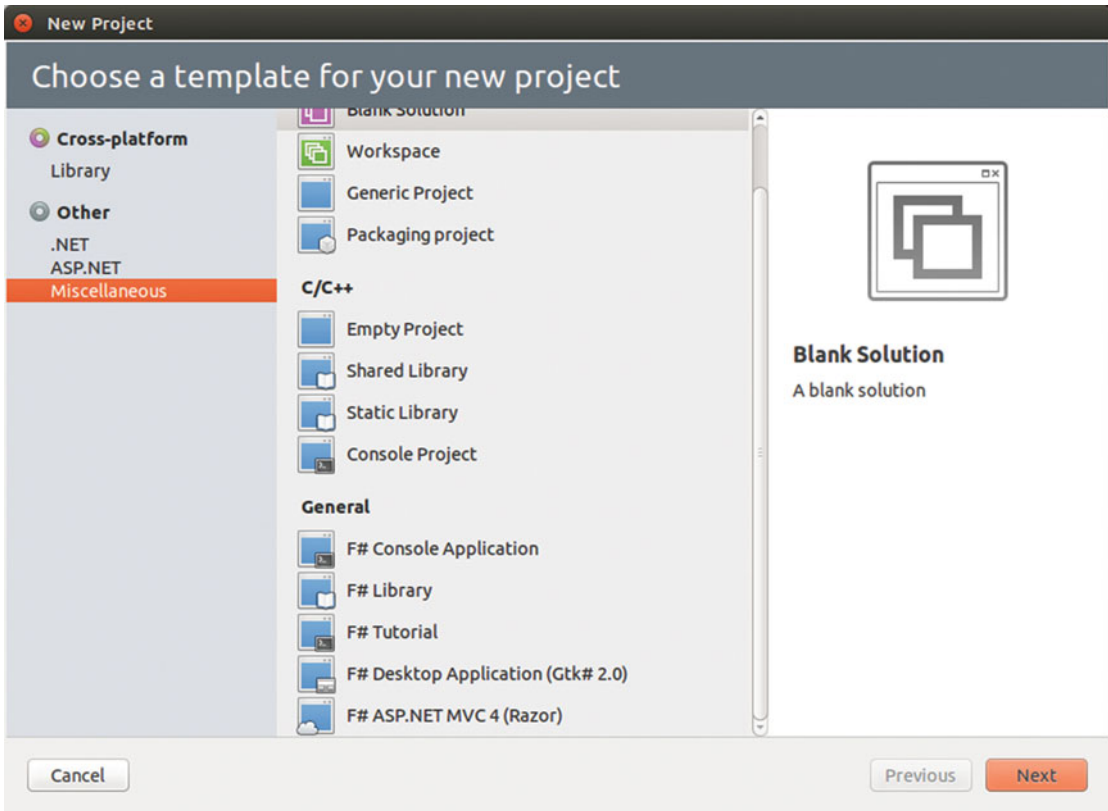 New Project
Choose a template for your new project
Cross-platform
Library
Other
.NET
ASP.NET
Miscellaneous
Blank Solution
Workspace
Generic Project
Packaging project
C/C++
Empty Project
Shared Library
Static Library
Console Project
General
F# Console Application
F# Library
F# Tutorial
F# Desktop Application (Gtk# 2.0)
F# ASP.NET MVC 4 (Razor)
Blank Solution
A blank solution
Cancel
Previous
Next